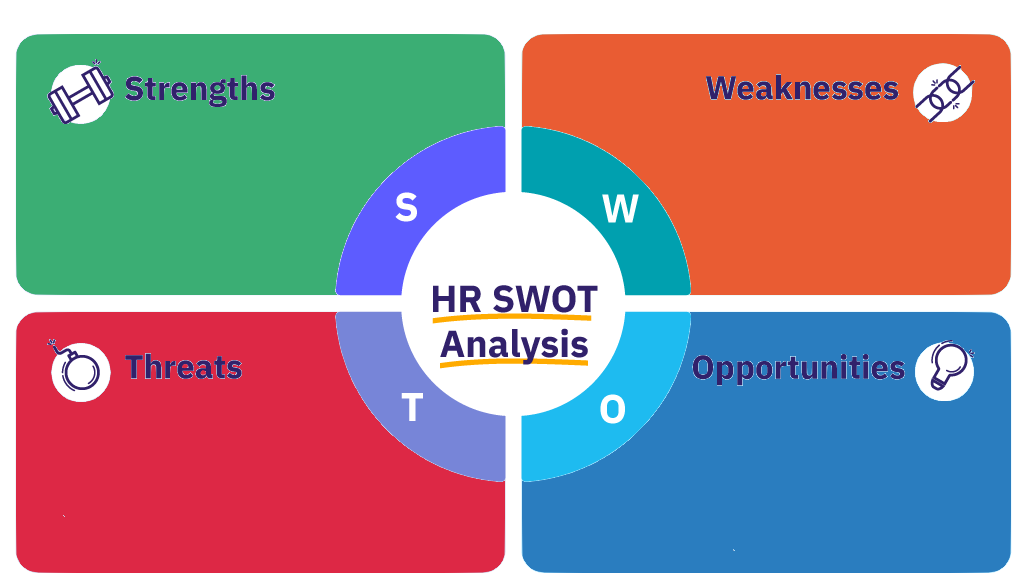 Strengths
Weaknesses
S
W
HR SWOT
Analysis
Threats
Opportunities
T
O